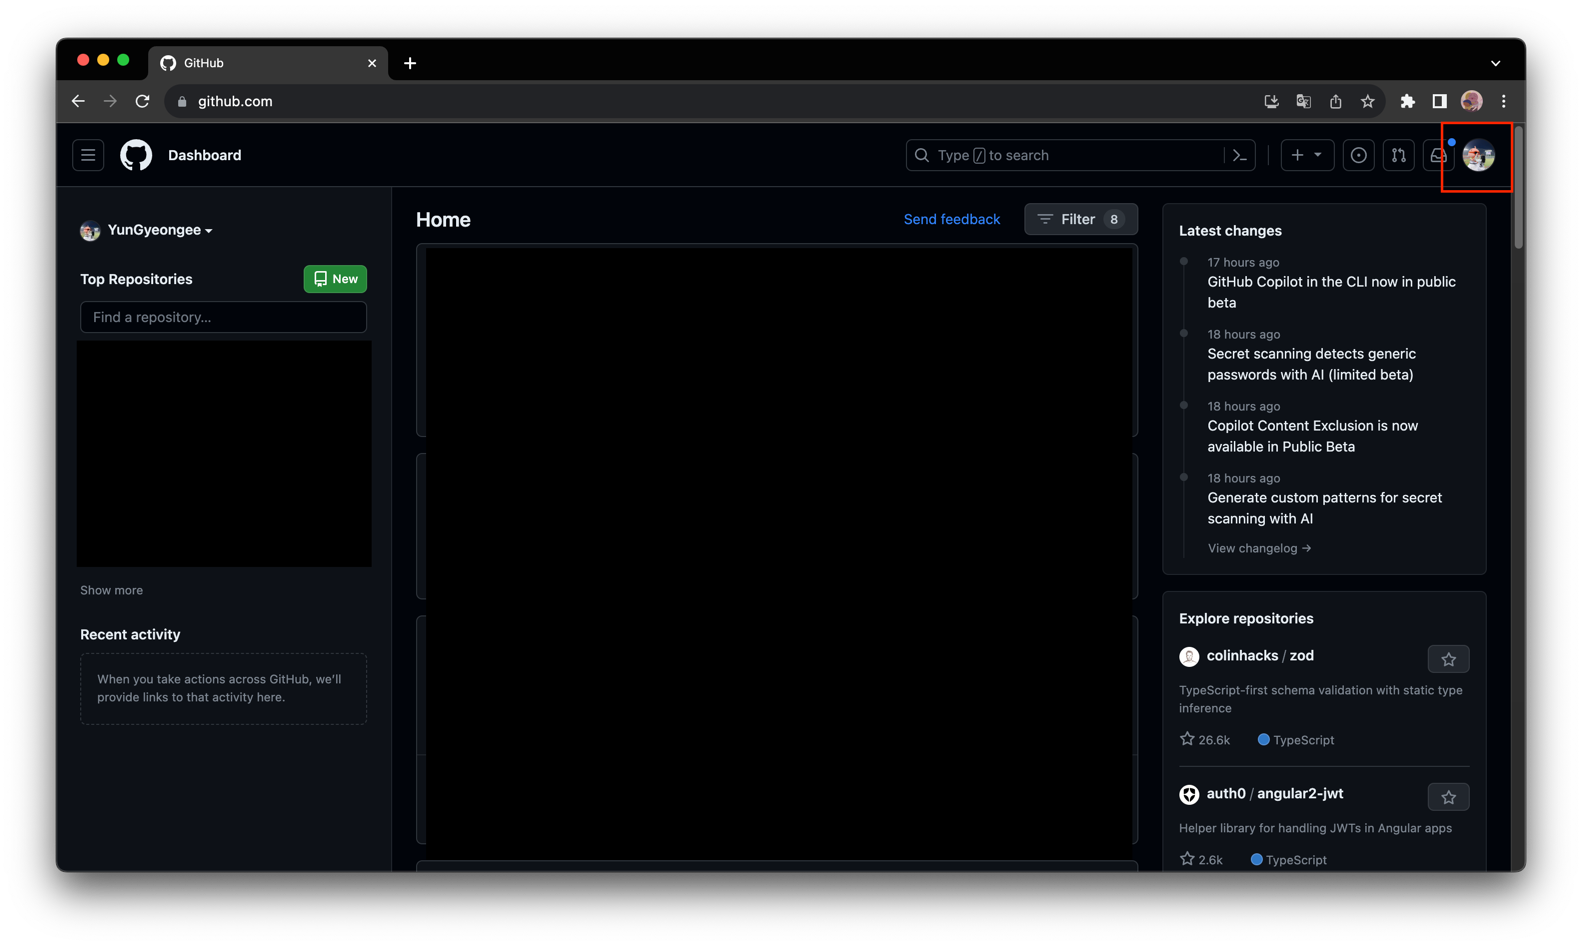 GitHub
github.com
Dashboard
Type / to search
YunGyeongee
Top Repositories
New
Find a repository...
Show more
Recent activity
When you take actions across GitHub, we'll
provide links to that activity here.
Home
Send feedback
Filter 8
Latest changes
17 hours ago
GitHub Copilot in the CLI now in public
beta
18 hours ago
Secret scanning detects generic
passwords with AI (limited beta)
18 hours ago
Copilot Content Exclusion is now
available in Public Beta
18 hours ago
Generate custom patterns for secret
scanning with AI
View changelog →
Explore repositories
colinhacks / zod
TypeScript-first schema validation with static type
inference
26.6k TypeScript
auth0 / angular2-jwt
Helper library for handling JWTs in Angular apps
2.6k TypeScript